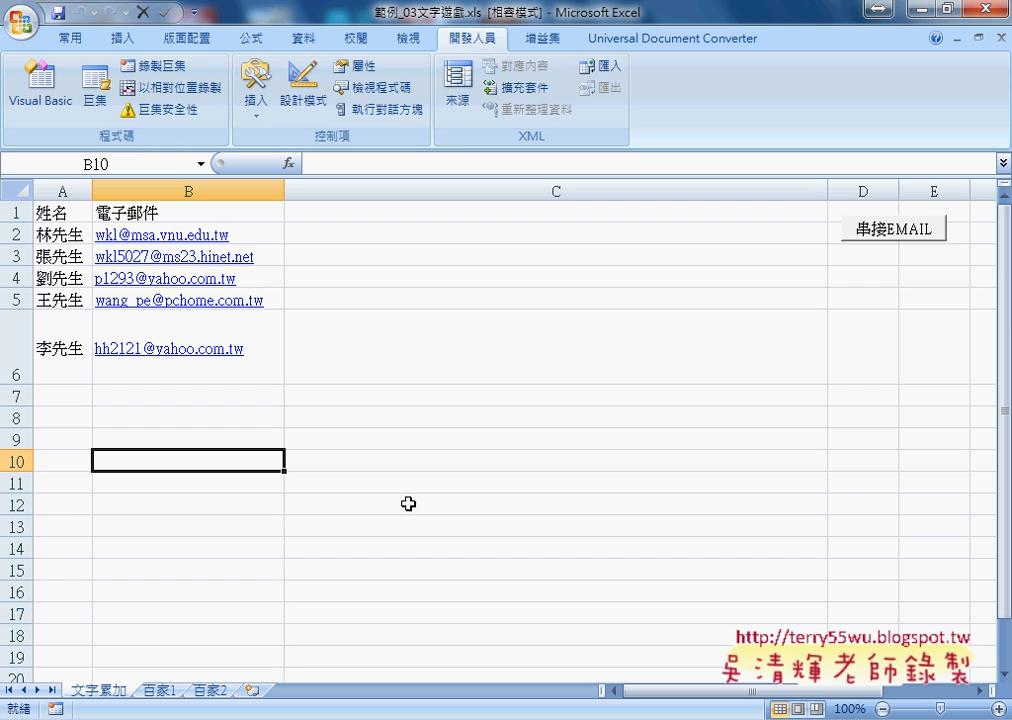 範例_03文字遊戲.xls [相容模式] - Microsoft Excel
常用 插入 版面配置 公式 資料 校閱 檢視 開發人員 增益集 Universal Document Converter
Visual Basic 巨集 錄製巨集 以相對位置錄製 巨集安全性 程式碼
插入 設計模式 屬性 檢視程式碼 執行對話方塊 控制項
來源 對應內容 擴充套件 重新整理資料 匯入 匯出 XML
B10 fx
A B C D E
1 姓名 電子郵件
串接EMAIL
2 林先生 wkl@msa.vnu.edu.tw
3 張先生 wkl5027@ms23.hinet.net
4 劉先生 p1293@yahoo.com.tw
5 王先生 wang_pe@pchome.com.tw
6 李先生 hh2121@yahoo.com.tw
7
8
9
10
11
12
13
14
15
16
17
18
19
20
http://terry55wu.blogspot.tw
吳清輝老師錄製
文字累加 百家1 百家2
就緒 100%